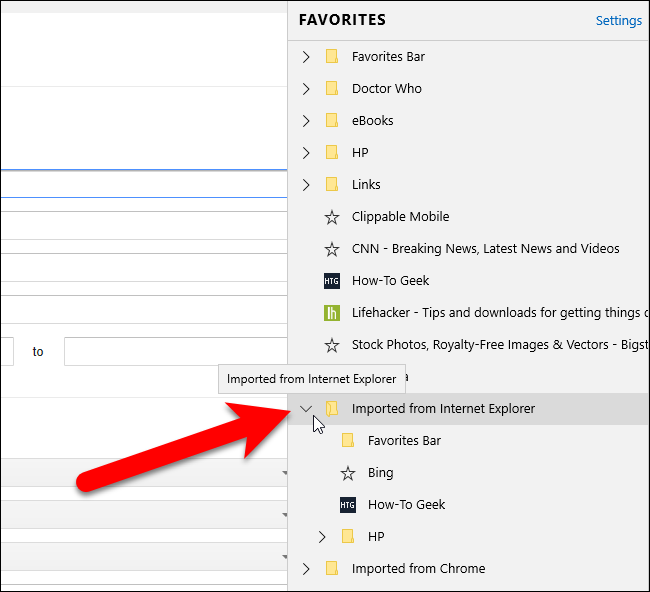 FAVORITES
Settings
Favorites Bar
Doctor Who
eBooks
HP
Links
Clippable Mobile
CNN - Breaking News, Latest News and Videos
HTG How-To Geek
lh Lifehacker - Tips and downloads for getting things
Stock Photos, Royalty-Free Images & Vectors - Bigst
to
Imported from Internet Explorer
Imported from Internet Explorer
Favorites Bar
Bing
HTG How-To Geek
HP
Imported from Chrome